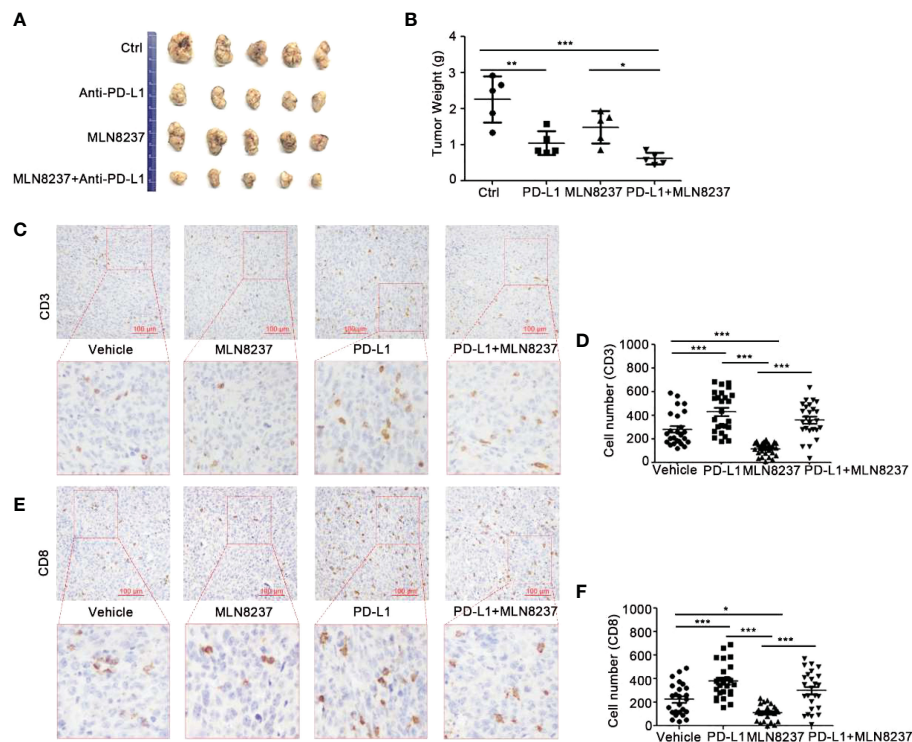 A
Ctrl
Anti-PD-L1
MLN8237
MLN8237+Anti-PD-L1
B
Tumor Weight (g)
4
3
2
1
0
***
**
*
Ctrl PD-L1 MLN8237 PD-L1+MLN8237
C
CD3
100 µm 100 µm 100 µm 100 µm
Vehicle MLN8237 PD-L1 PD-L1+MLN8237
D
Cell number (CD3)
1000
800
600
400
200
0
***
***
***
***
Vehicle PD-L1 MLN8237 PD-L1+MLN8237
E
CD8
100 µm 100 µm 100 µm 100 µm
Vehicle MLN8237 PD-L1 PD-L1+MLN8237
F
Cell number (CD8)
1000
800
600
400
200
0
*
***
***
***
Vehicle PD-L1 MLN8237 PD-L1+MLN8237